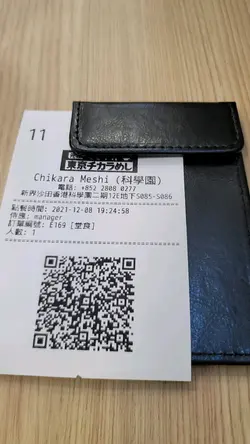 11
東京チカラめし
Chikara Meshi (科學園)
電話: +852 2808 0277
新界沙田香港科學園二期12E地下S085-S086
點餐時間: 2021-12-08 19:24:58
侍應: manager
訂單編號: E169 [堂食]
人數: 1